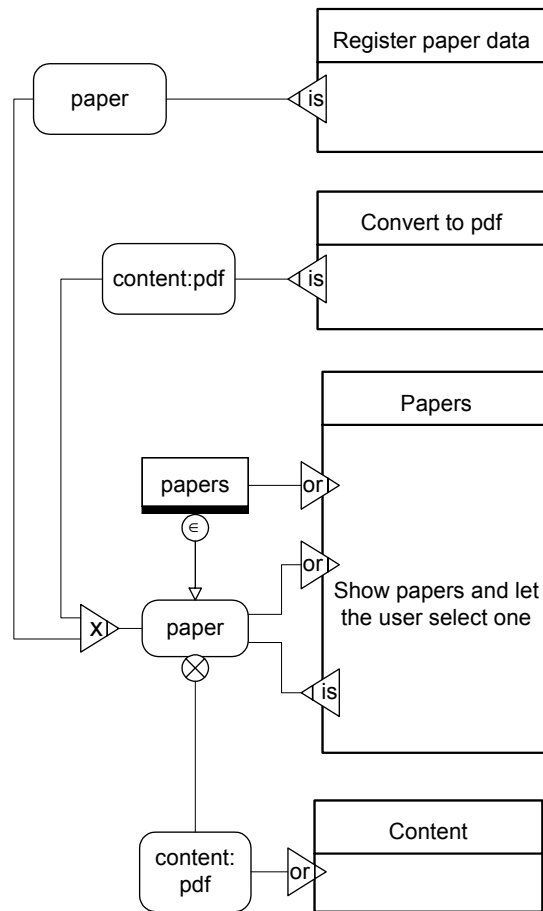 Register paper data
paper
is
Convert to pdf
content:pdf
is
Papers
papers
or
∈
or
Show papers and let
the user select one
X
paper
is
Content
content:
pdf
or